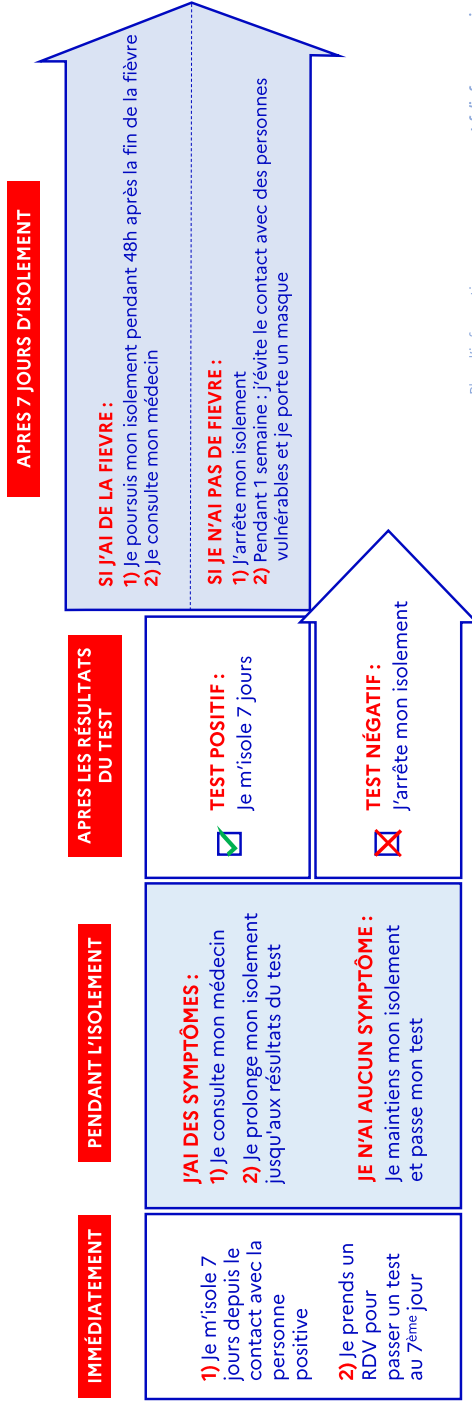 IMMÉDIATEMENT
1) Je m'isole 7
jours depuis le
contact avec la
personne
positive
2) Je prends un
RDV pour
passer un test
au 7ème jour
PENDANT L'ISOLEMENT
J'AI DES SYMPTÔMES :
1) Je consulte mon médecin
2) Je prolonge mon isolement
jusqu'aux résultats du test
JE N'AI AUCUN SYMPTÔME :
Je maintiens mon isolement
et passe mon test
APRES LES RÉSULTATS
DU TEST
TEST POSITIF :
Je m'isole 7 jours
TEST NÉGATIF :
J'arrête mon isolement
APRES 7 JOURS D'ISOLEMENT
SI J'AI DE LA FIEVRE :
1) Je poursuis mon isolement pendant 48h après la fin de la fièvre
2) Je consulte mon médecin
SI JE N'AI PAS DE FIEVRE :
1) J'arrête mon isolement
2) Pendant 1 semaine : j'évite le contact avec des personnes
vulnérables et je porte un masque